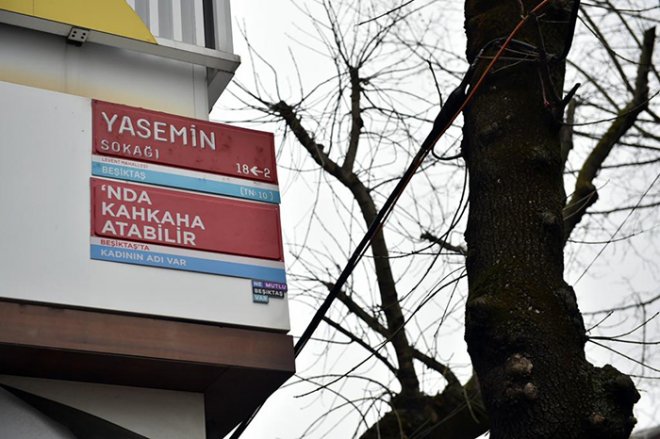 YASEMİN
SOKAĞI
LEVENT MAHALLESİ
BEŞİKTAŞ
18←2
(TN-10)
'NDA
KAHKAHA
ATABİLİR
BEŞİKTAŞ'TA
KADININ ADI VAR
NE MUTLU
BEŞİKTAŞ
VAR